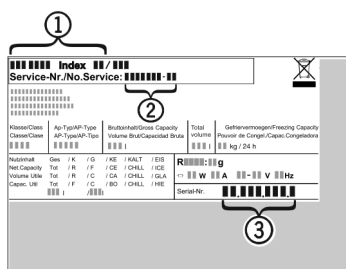 1
Index /
Service-Nr./No.Service: -
2
Klasse/Class Ap-Typ/AP-Type Bruttoinhalt/Gross Capacity Total Gefriervermoegen/Freezing Capacity
Classe/Clase AP-Type/AP-Tipo Volume Brut/Capacidad Bruta volume Pouvoir de Congel./Capac.Congeladora
l l kg / 24 h
Nutzinhalt Ges / K / G / KE / KALT / EIS
Net.Capacity Tot / R / F / CE / CHILL / ICE
Volume Utile Tot / R / C / CA / CHILL / GLA
Capac. Util Tot / F / C / BO / CHILL / HIE
l / l
R : g
W A - V Hz
Serial-Nr. . . .
3